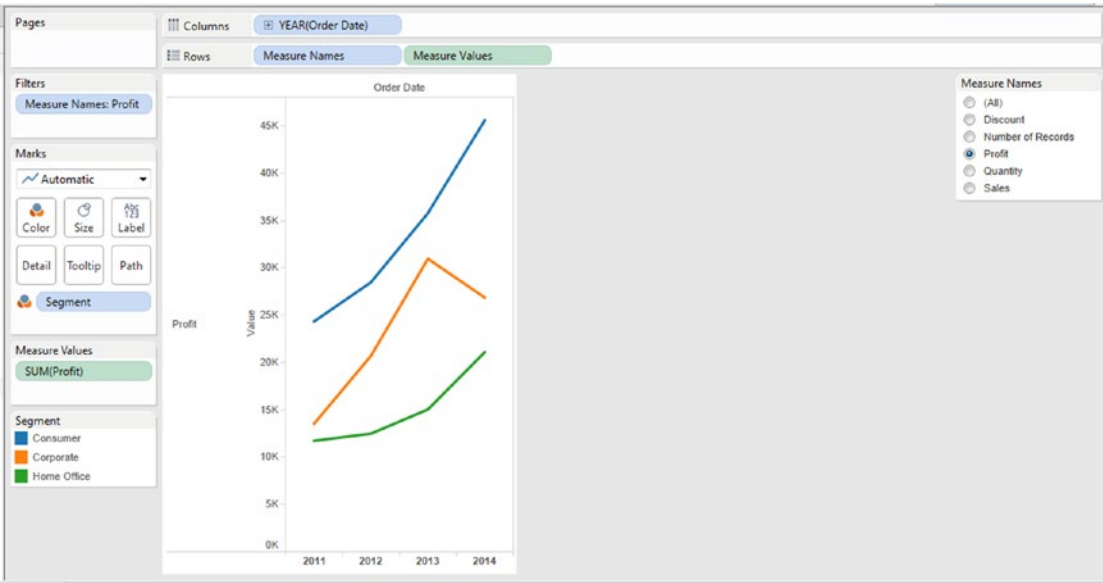 Pages
Columns
YEAR(Order Date)
Rows
Measure Names
Measure Values
Filters
Measure Names: Profit
Marks
Automatic
Color
Size
Abc
123
Label
Detail
Tooltip
Path
Segment
Measure Values
SUM(Profit)
Segment
Consumer
Corporate
Home Office
Order Date
Profit
Value
45K
40K
35K
30K
25K
20K
15K
10K
5K
0K
2011 2012 2013 2014
Measure Names
(All)
Discount
Number of Records
Profit
Quantity
Sales